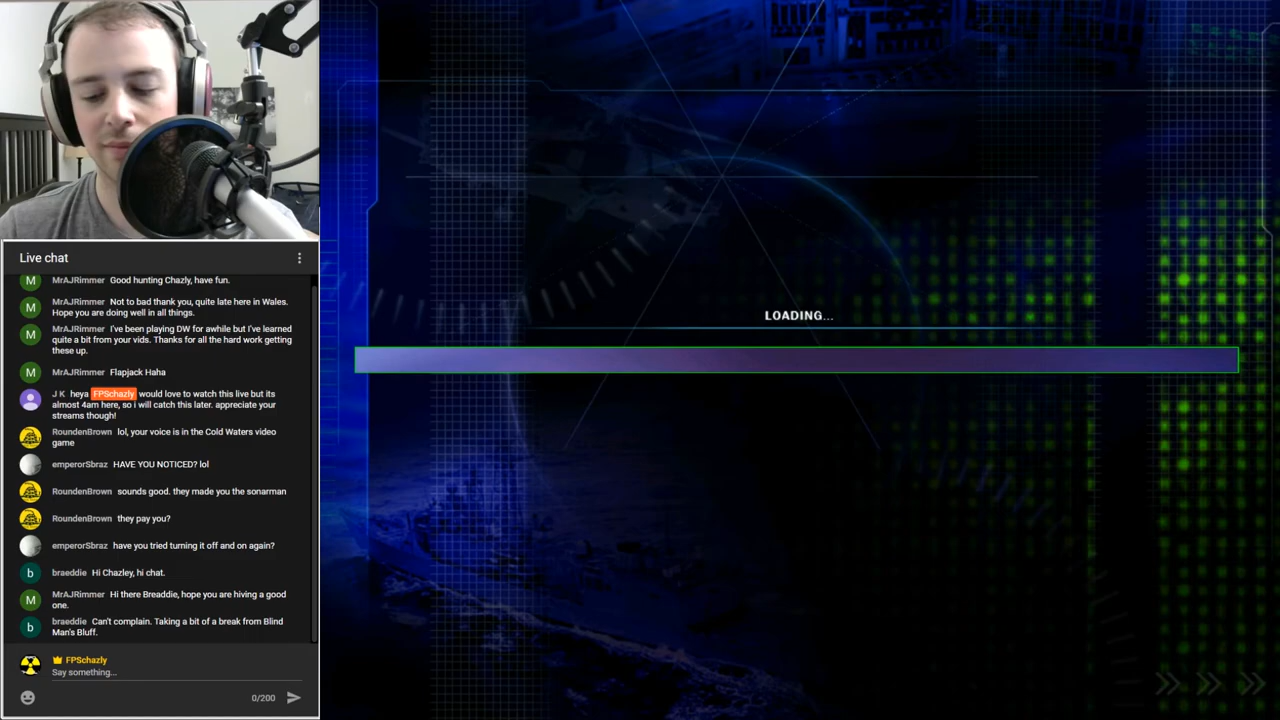 Live chat
M MrAJRimmer Good hunting Chazly, have fun.
M MrAJRimmer Not to bad thank you, quite late here in Wales.
Hope you are doing well in all things.
M MrAJRimmer I've been playing DW for awhile but I've learned
quite a bit from your vids. Thanks for all the hard work getting
these up.
M MrAJRimmer Flapjack Haha
J K heya FPSchazly would love to watch this live but its
almost 4am here, so i will catch this later. appreciate your
streams though!
RoundenBrown lol, your voice is in the Cold Waters video
game
emperorSbraz HAVE YOU NOTICED? lol
RoundenBrown sounds good. they made you the sonarman
RoundenBrown they pay you?
emperorSbraz have you tried turning it off and on again?
b braeddie Hi Chazley, hi chat.
M MrAJRimmer Hi there Breaddie, hope you are hiving a good
one.
b braeddie Can't complain. Taking a bit of a break from Blind
Man's Bluff.
FPSchazly
Say something...
0/200
LOADING...